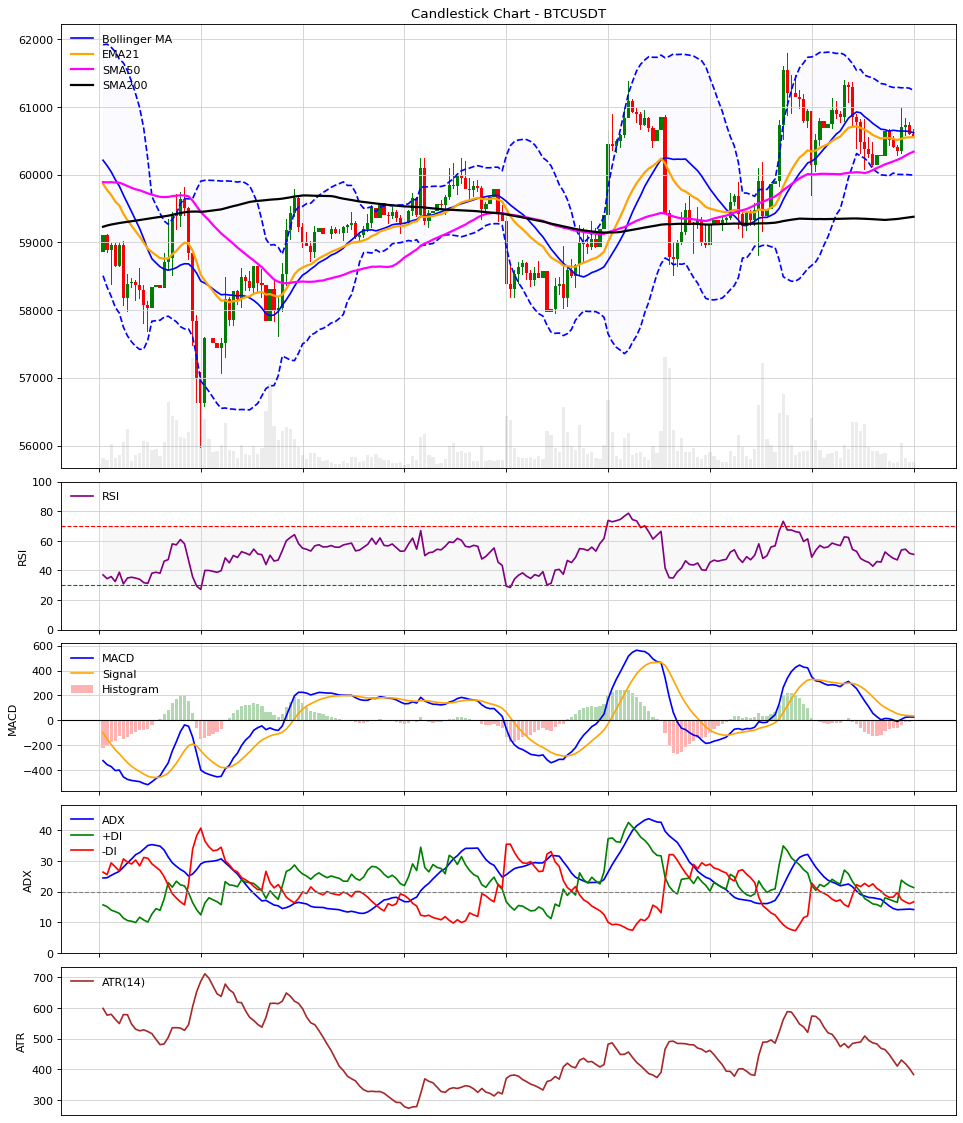 Candlestick Chart - BTCUSDT
62000
61000
60000
59000
58000
57000
56000
Bollinger MA
EMA21
SMA50
SMA200
100
80
60
40
20
0
RSI
RSI
600
400
200
0
−200
−400
MACD
MACD
Signal
Histogram
40
30
20
10
0
ADX
ADX
+DI
-DI
700
600
500
400
300
ATR
ATR(14)